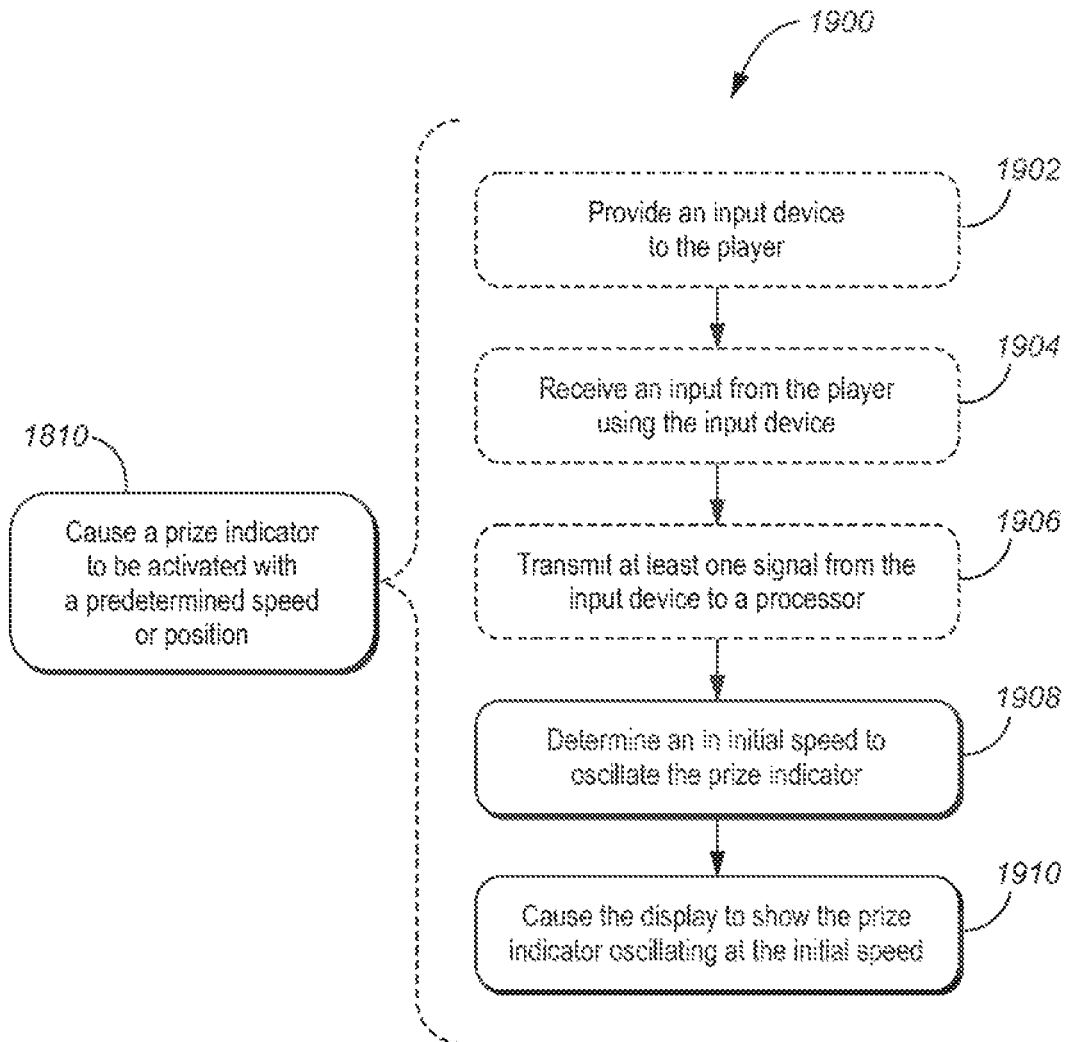 1900
1902
Provide an input device
to the player
1904
Receive an input from the player
using the input device
1810
Cause a prize indicator
to be activated with
a predetermined speed
or position
1906
Transmit at least one signal from the
input device to a processor
1908
Determine an in initial speed to
oscillate the prize indicator
1910
Cause the display to show the prize
indicator oscillating at the initial speed